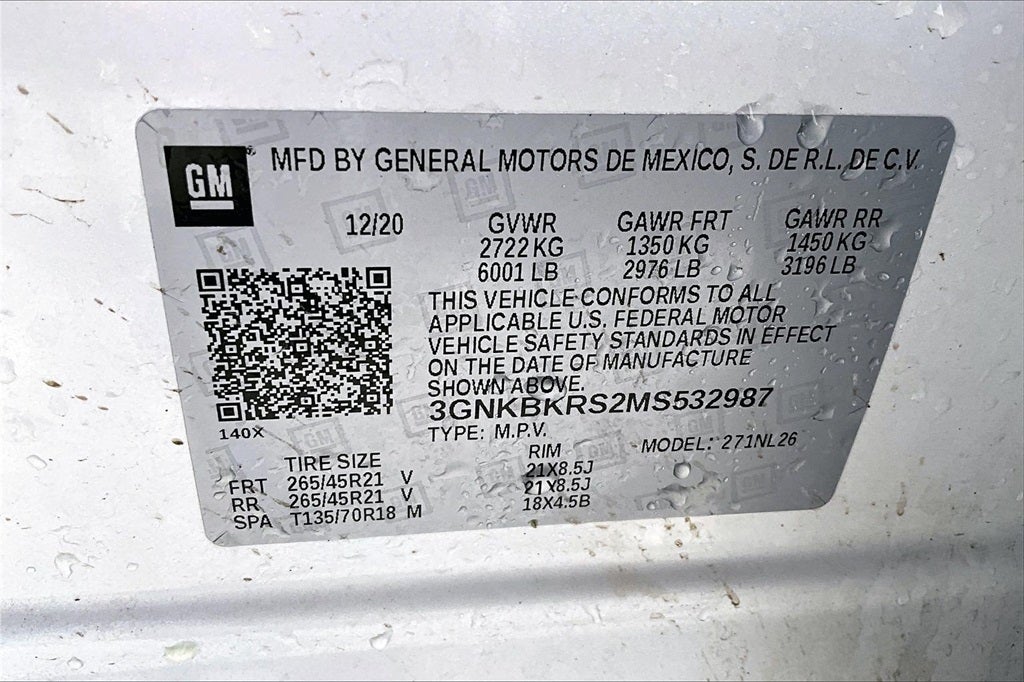 GM MFD BY GENERAL MOTORS DE MEXICO, S. DE R.L. DE C.V.
12/20 GVWR GAWR FRT GAWR RR
2722 KG 1350 KG 1450 KG
6001 LB 2976 LB 3196 LB
THIS VEHICLE CONFORMS TO ALL
APPLICABLE U.S. FEDERAL MOTOR
VEHICLE SAFETY STANDARDS IN EFFECT
ON THE DATE OF MANUFACTURE
SHOWN ABOVE.
3GNKBKRS2MS532987
140X TYPE: M.P.V. MODEL: 271NL26
TIRE SIZE RIM
FRT 265/45R21 V 21X8.5J
RR 265/45R21 V 21X8.5J
SPA T135/70R18 M 18X4.5B